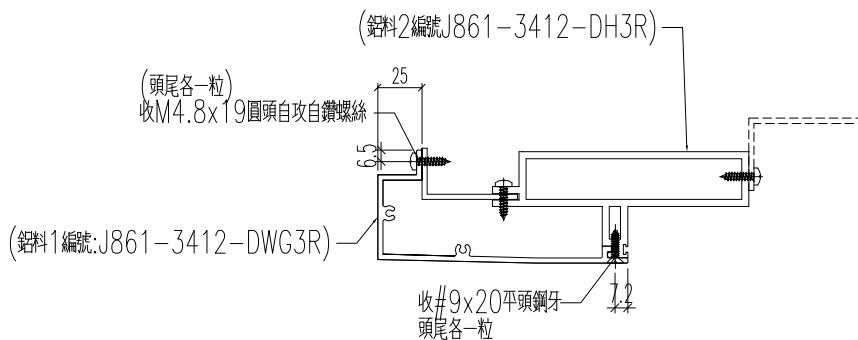 (鋁料2編號J861-3412-DH3R)
25
(頭尾各一粒)
收M4.8x19圓頭自攻自鑽螺絲
6.5
(鋁料1編號:J861-3412-DWG3R)
收#9x20平頭鋼牙
頭尾各一粒
7.2